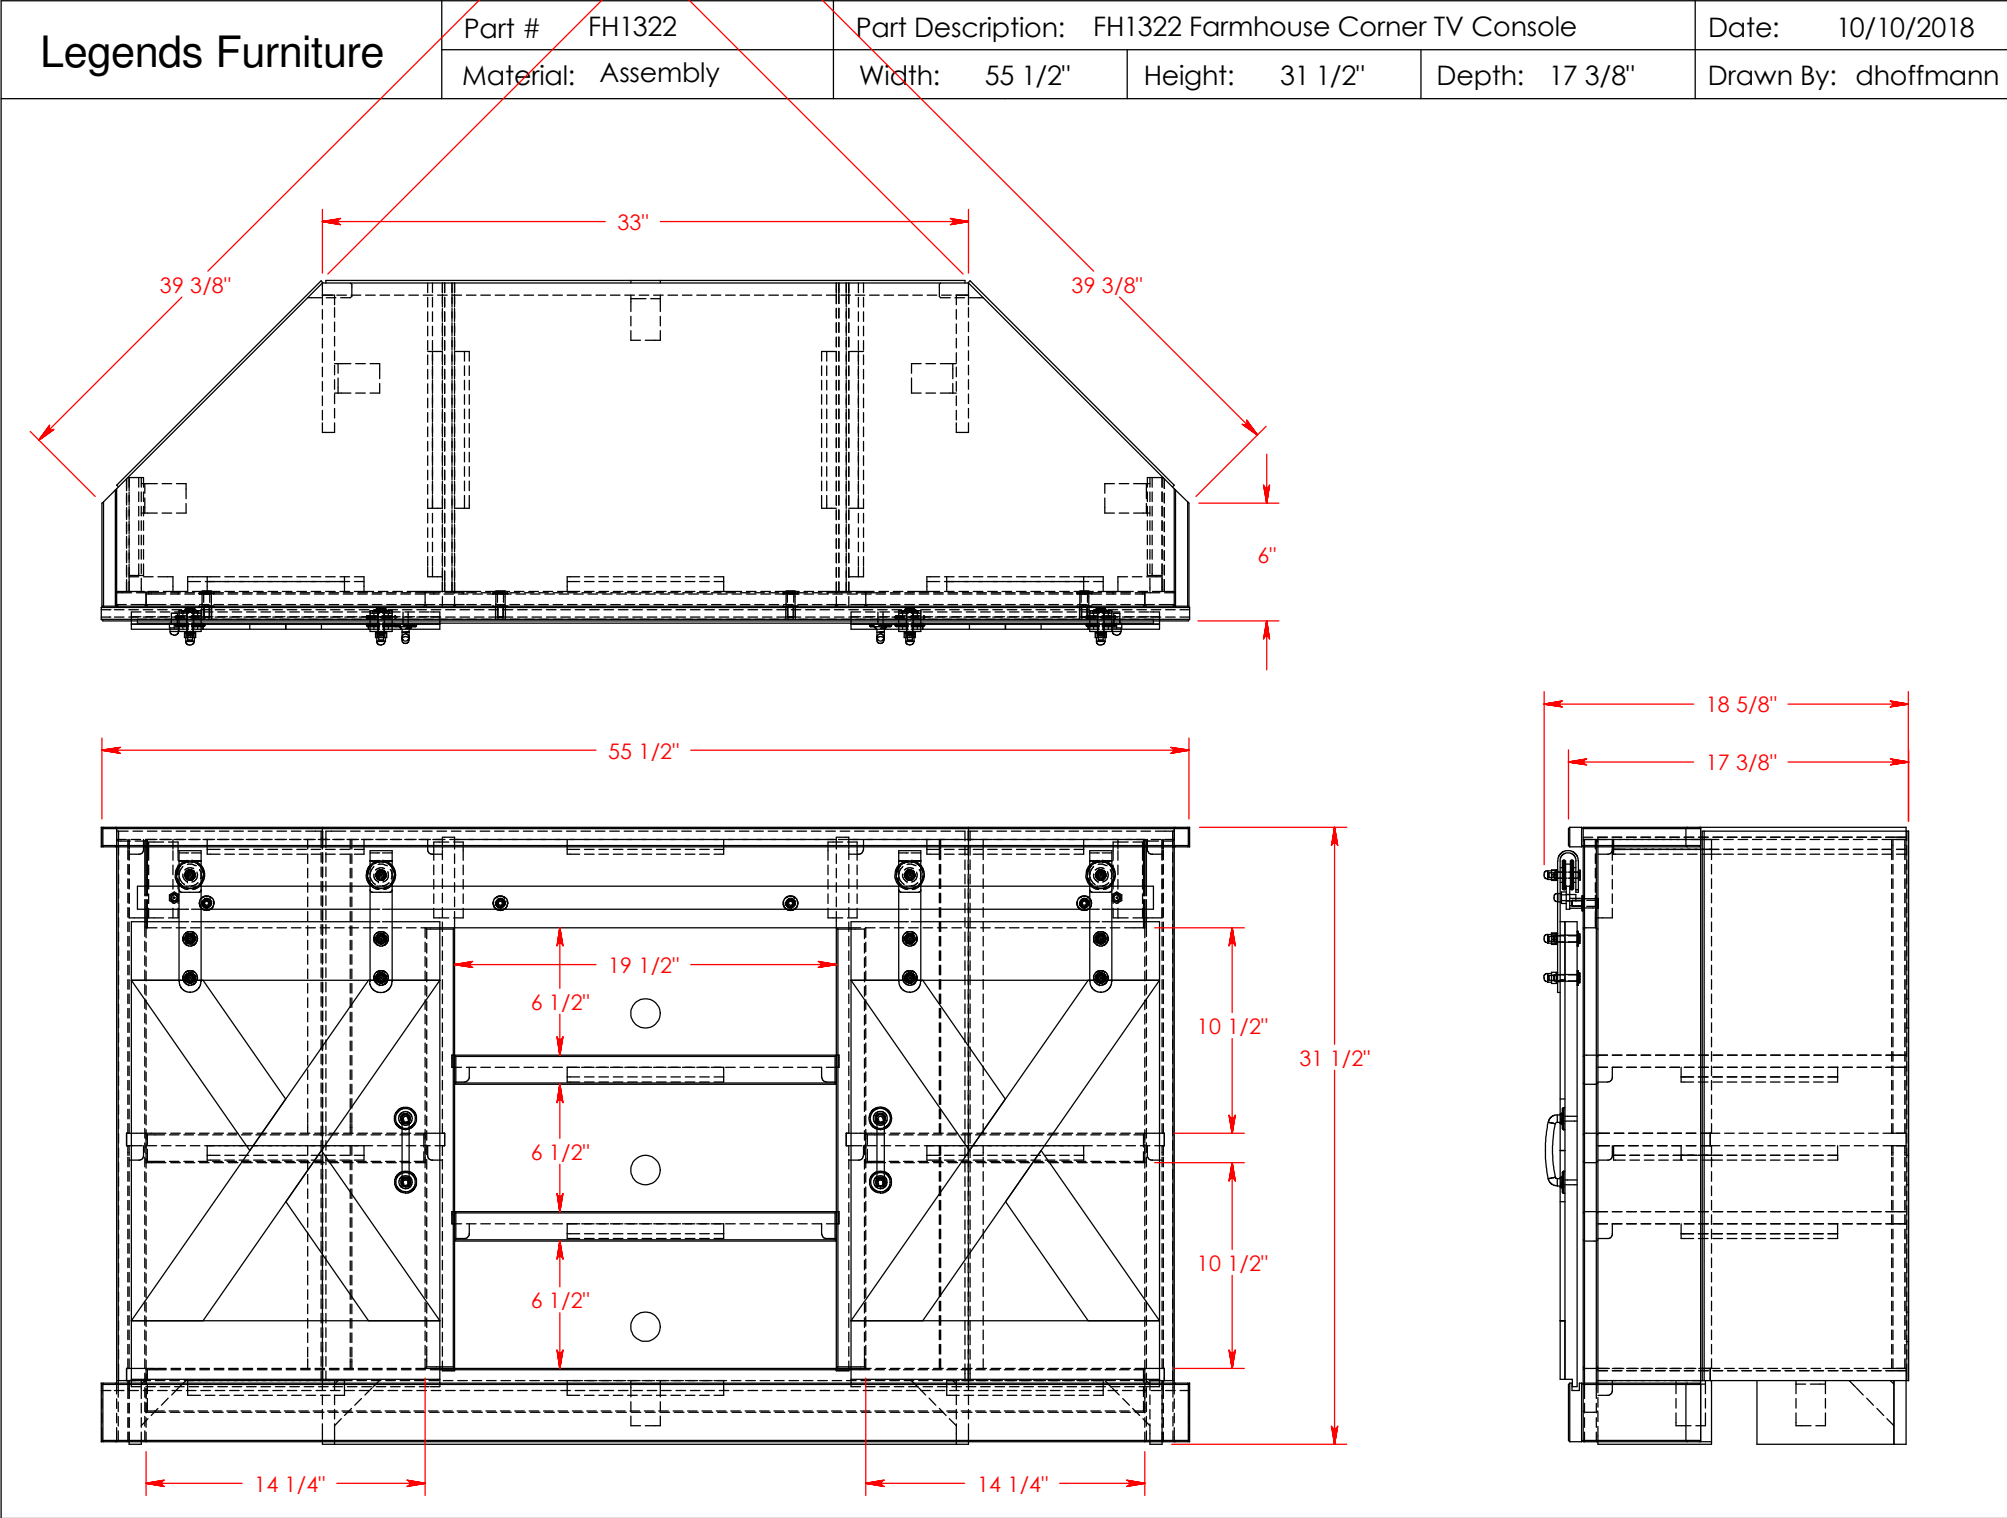 Legends Furniture
Part # FH1322
Part Description: FH1322 Farmhouse Corner TV Console
Date: 10/10/2018
Material: Assembly
Width: 55 1/2"
Height: 31 1/2"
Depth: 17 3/8"
Drawn By: dhoffmann
33"
39 3/8"
39 3/8"
6"
18 5/8"
55 1/2"
17 3/8"
19 1/2"
6 1/2"
10 1/2"
31 1/2"
6 1/2"
10 1/2"
6 1/2"
14 1/4"
14 1/4"